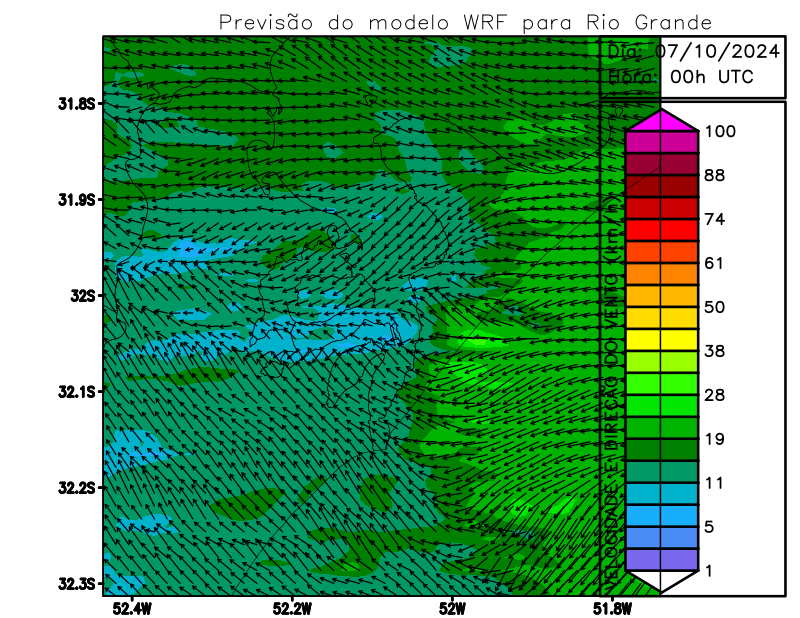 Previsão do modelo WRF para Rio Grande
Dia: 07/10/2024
Hora: 00h UTC
31.8S
31.9S
32S
32.1S
32.2S
32.3S
52.4W
52.2W
52W
51.8W
VELOCIDADE E DIREÇÃO DO VENTO (km/h)
100
88
74
61
50
38
28
19
11
5
1